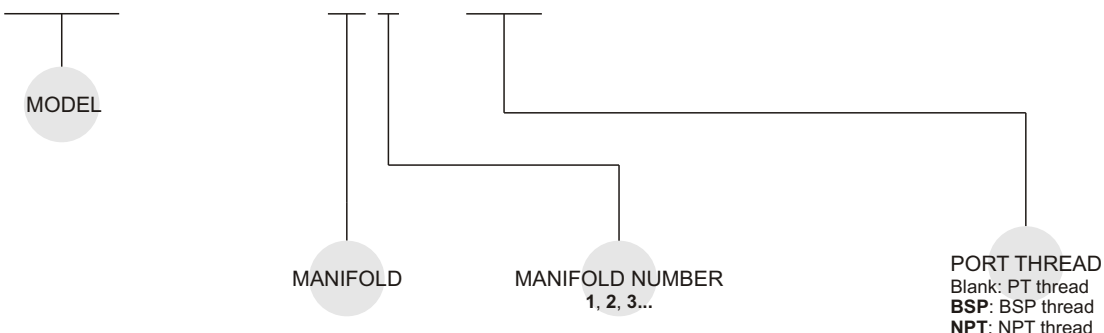 MODEL
MANIFOLD
MANIFOLD NUMBER
1, 2, 3...
PORT THREAD
Blank: PT thread
BSP: BSP thread
NPT: NPT thread